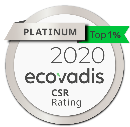 PLATINUM
Top 1%
2020
ecovadis
CSR
Rating